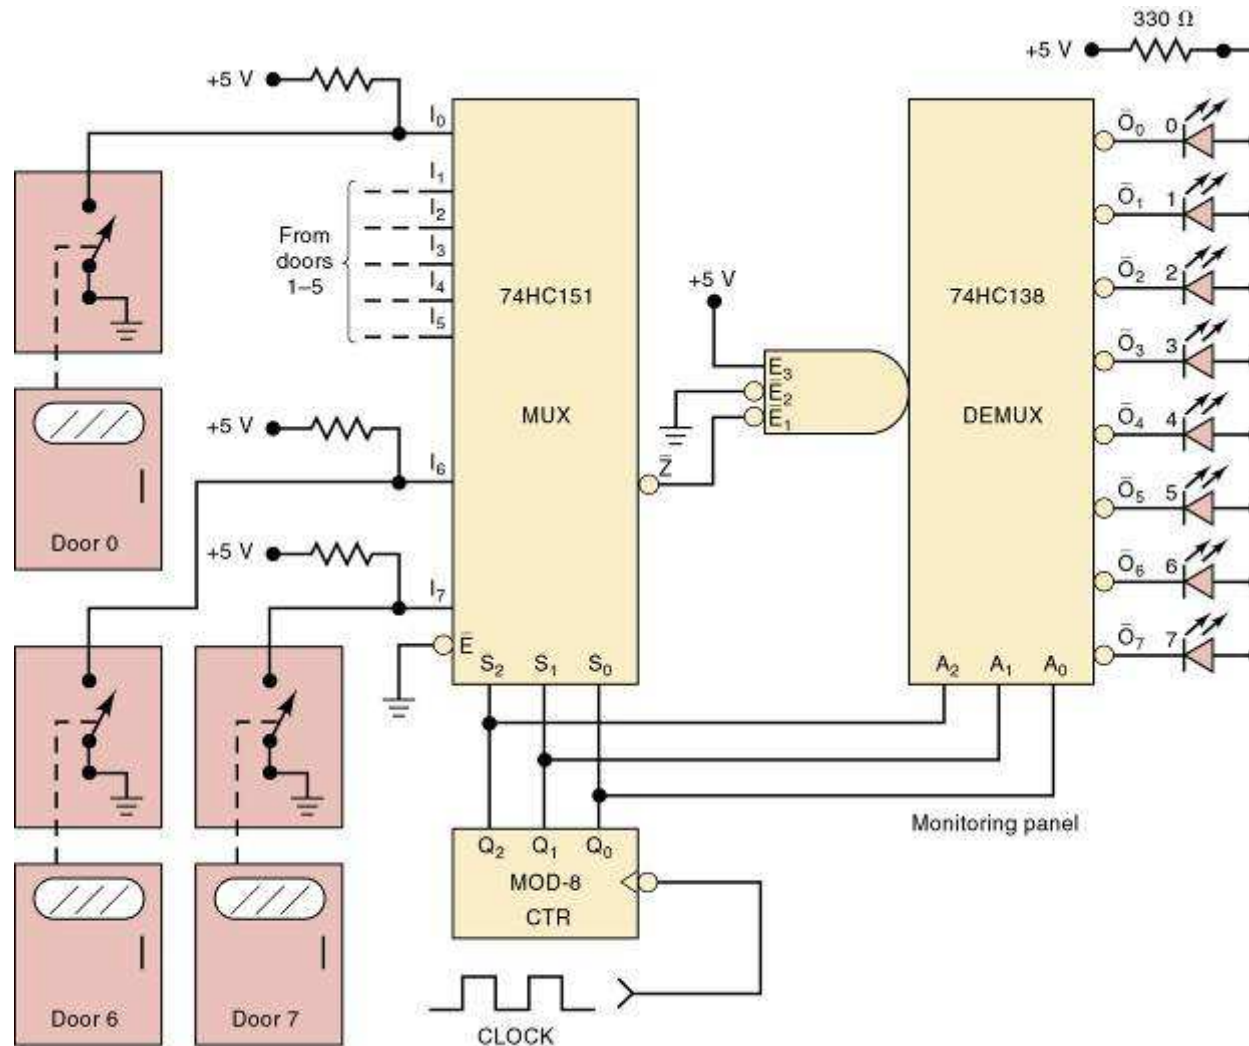 330 Ω
+5 V
+5 V
I₀
Ō₀ 0
I₁
Ō₁ 1
I₂
From
doors
1–5
I₃
Ō₂ 2
I₄
+5 V
74HC151
74HC138
I₅
Ō₃ 3
E₃
Ē₂
Ē₁
MUX
DEMUX
Ō₄ 4
+5 V
I₆
Z̄
Ō₅ 5
Door 0
+5 V
Ō₆ 6
I₇
Ē
Ō₇ 7
S₂ S₁ S₀
A₂ A₁ A₀
Monitoring panel
Q₂ Q₁ Q₀
MOD-8
CTR
Door 6
Door 7
CLOCK